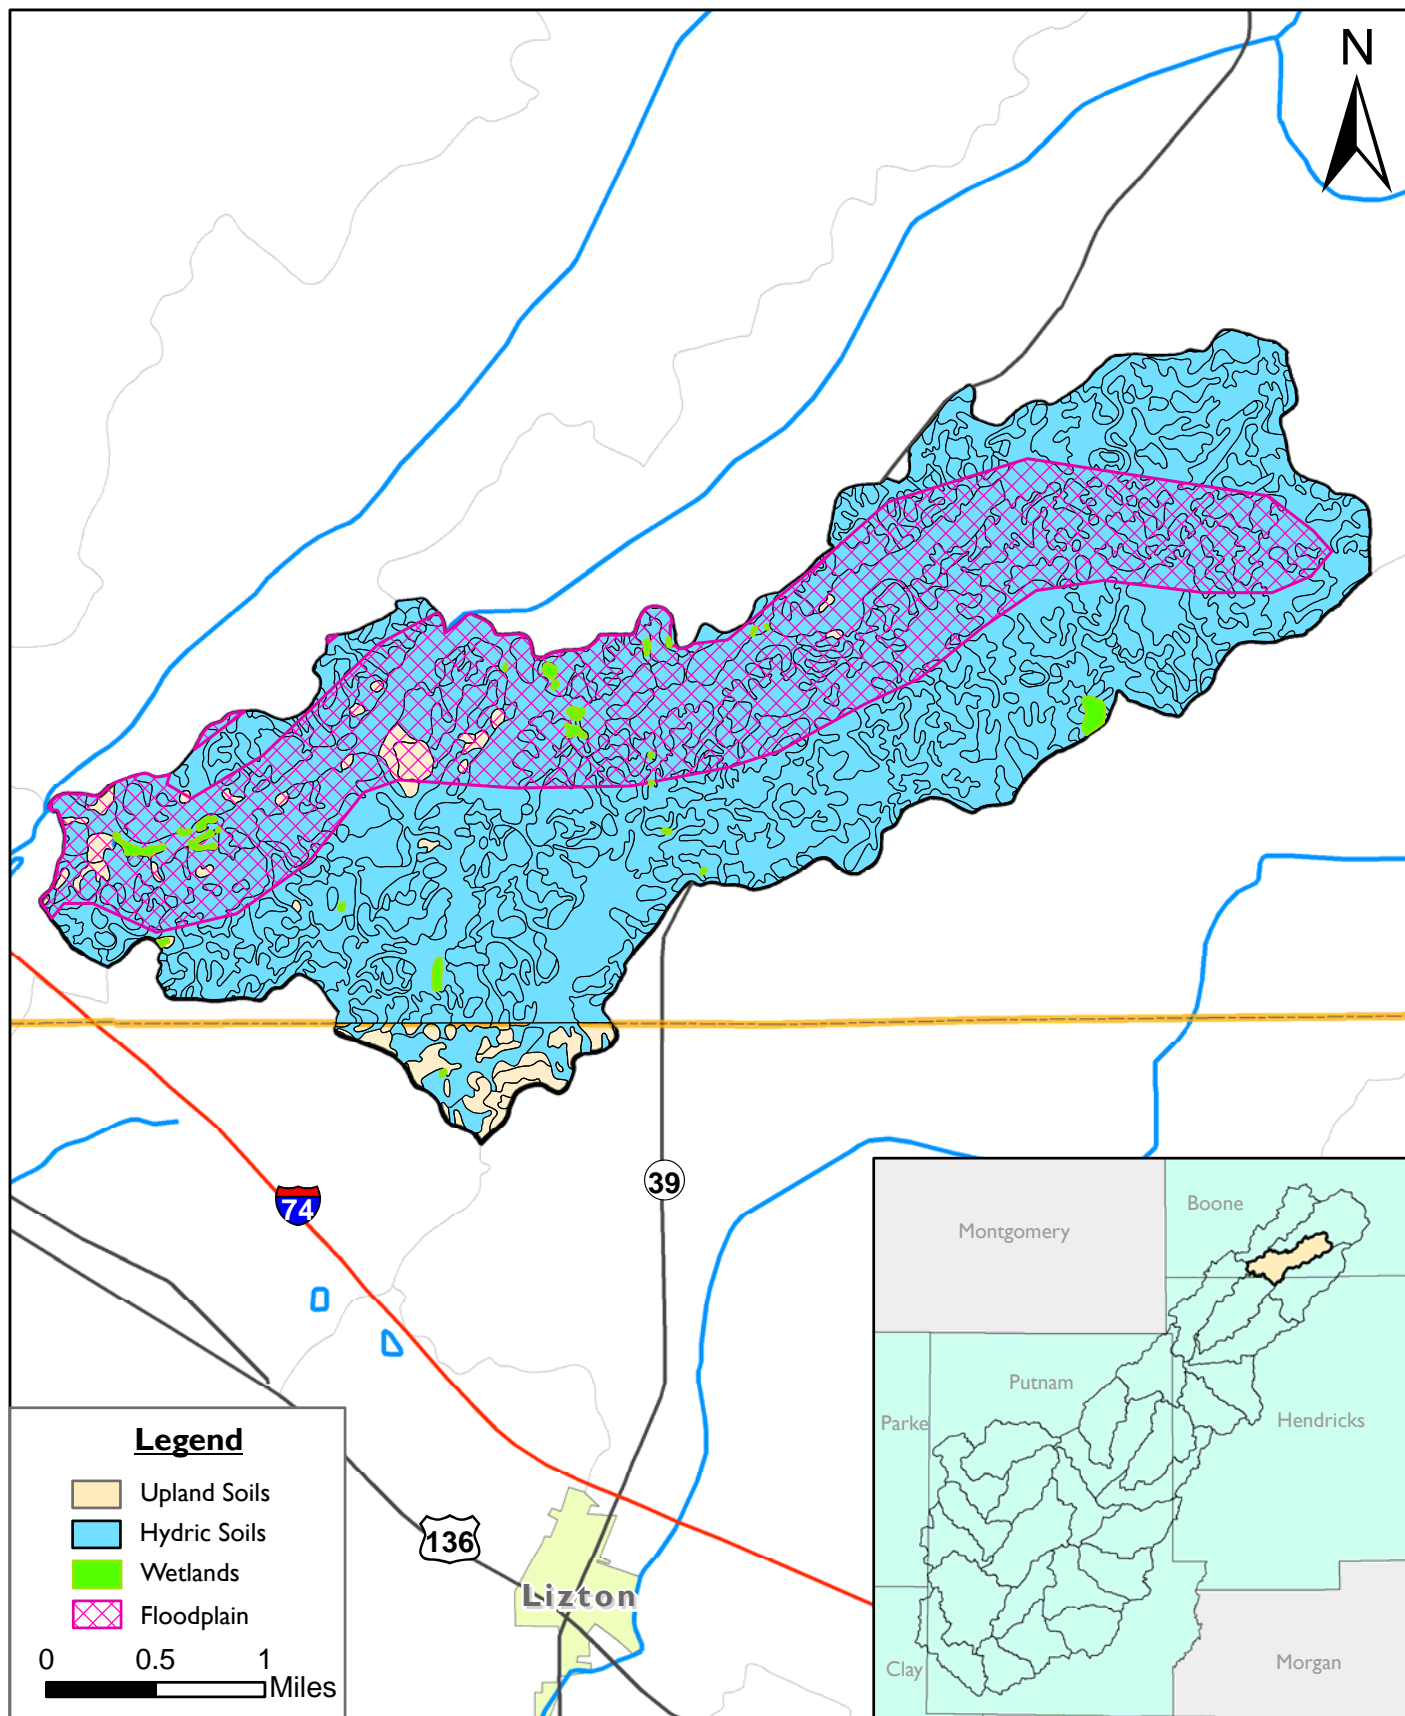 N
39
74
136
Lizton
Legend
Upland Soils
Hydric Soils
Wetlands
Floodplain
0 0.5 1
Miles
Boone
Montgomery
Putnam
Parke
Hendricks
Clay
Morgan